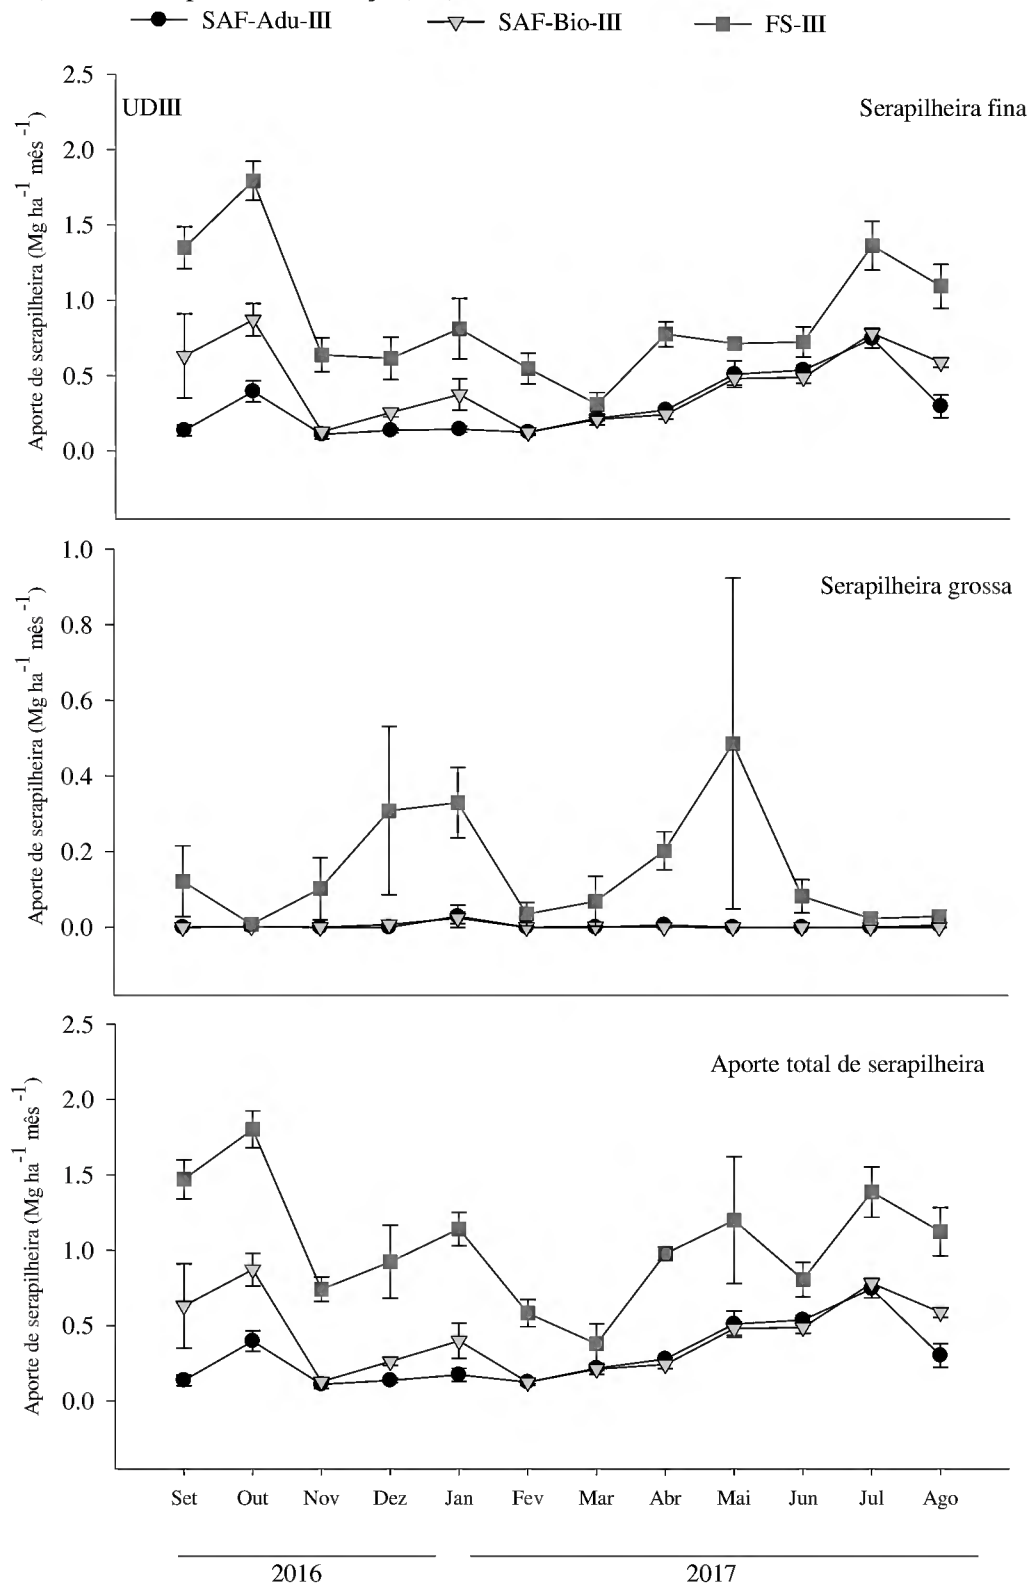 SAF-Adu-III SAF-Bio-III FS-III
UDIII Serapilheira fina
Aporte de serapilheira (Mg ha-1 mês -1)
2.5
2.0
1.5
1.0
0.5
0.0
Serapilheira grossa
Aporte de serapilheira (Mg ha-1 mês -1)
1.0
0.8
0.6
0.4
0.2
0.0
Aporte total de serapilheira
Aporte de serapilheira (Mg ha-1 mês -1)
2.5
2.0
1.5
1.0
0.5
0.0
Set Out Nov Dez Jan Fev Mar Abr Mai Jun Jul Ago
2016 2017